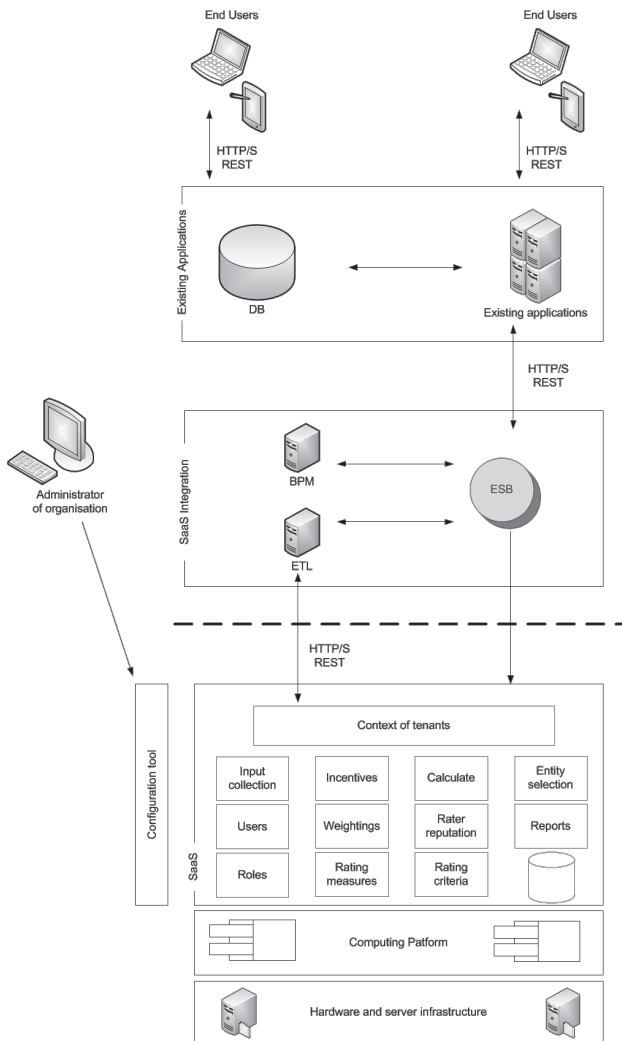 End Users
End Users
HTTP/S
REST
HTTP/S
REST
Existing Applications
DB
Existing applications
HTTP/S
REST
Administrator
of organisation
SaaS Integration
BPM
ESB
ETL
HTTP/S
REST
Configuration tool
SaaS
Context of tenants
Input
collection
Incentives
Calculate
Entity
selection
Users
Weightings
Rater
reputation
Reports
Roles
Rating
measures
Rating
criteria
Computing Patform
Hardware and server infrastructure